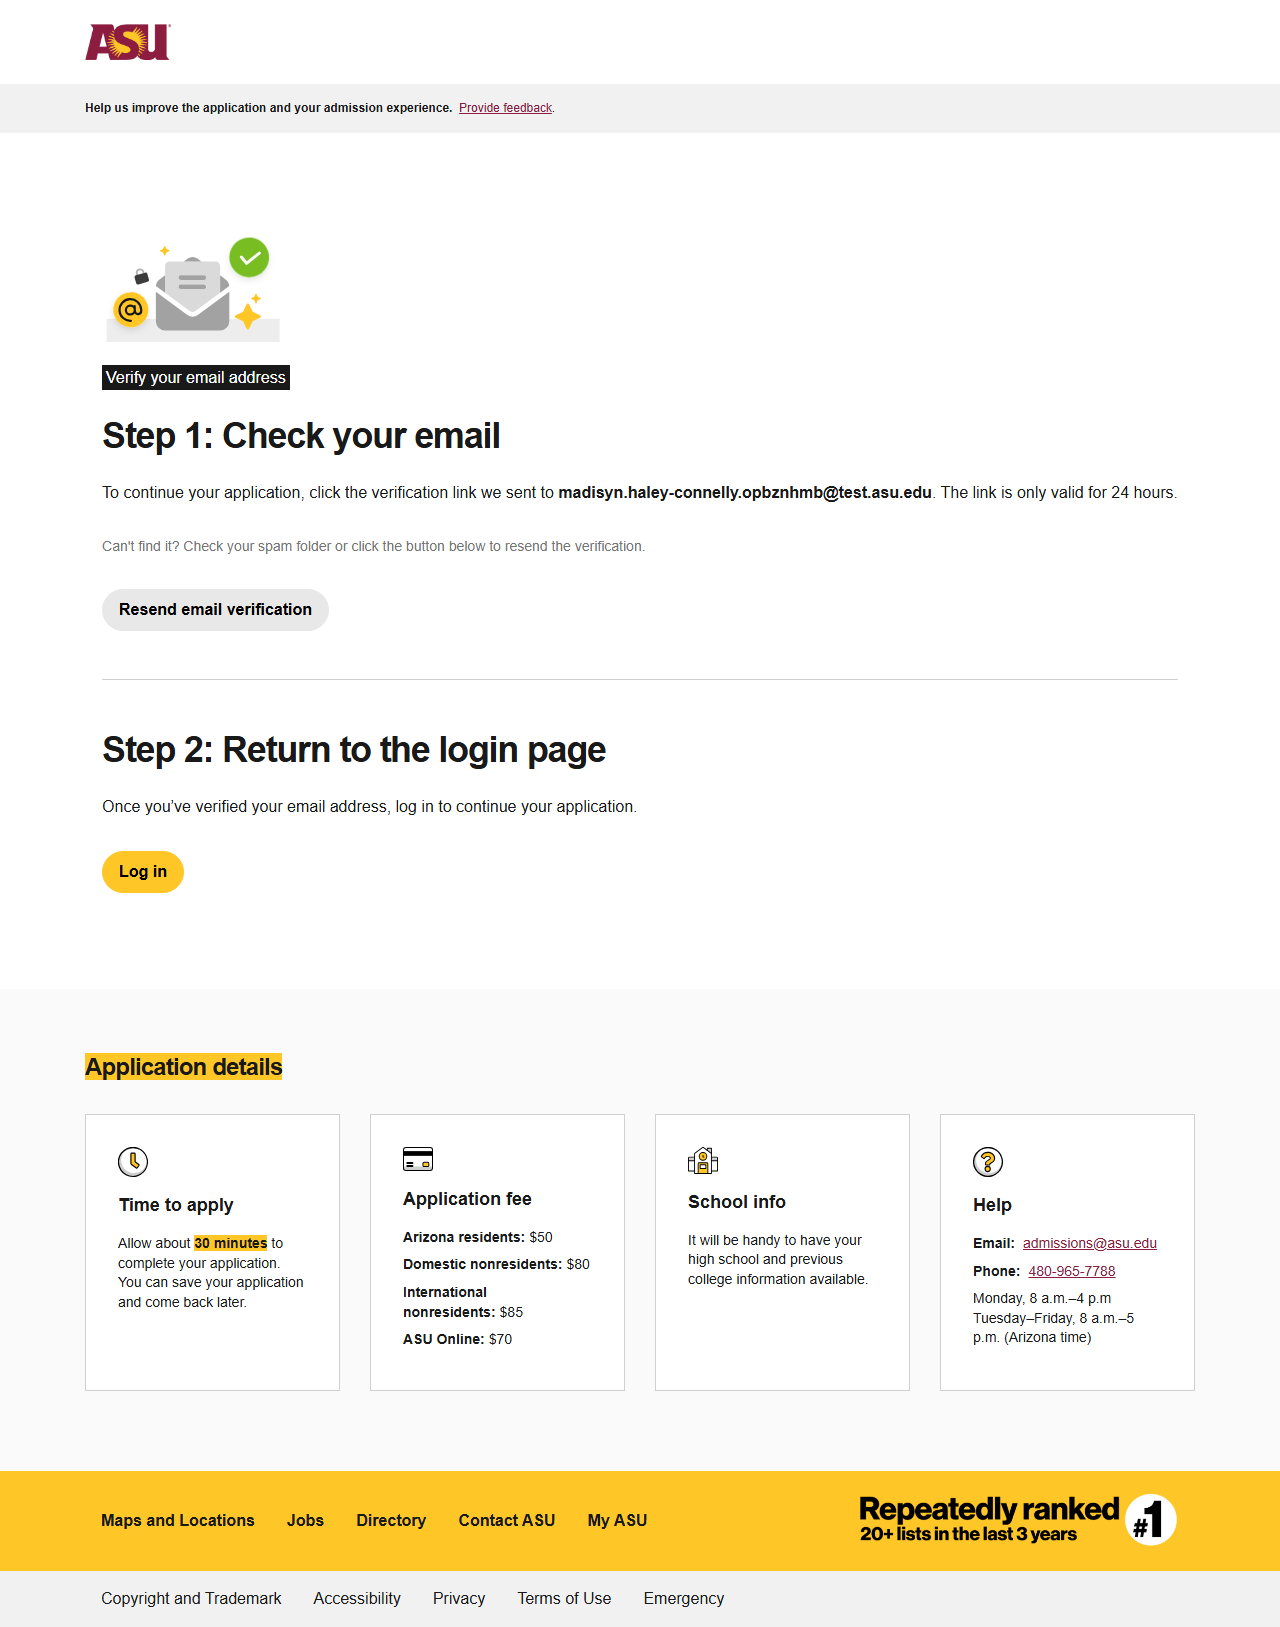 ASU
Help us improve the application and your admission experience. Provide feedback.
@
Verify your email address
Step 1: Check your email
To continue your application, click the verification link we sent to madisyn.haley-connelly.opbznhmb@test.asu.edu. The link is only valid for 24 hours.
Can't find it? Check your spam folder or click the button below to resend the verification.
Resend email verification
Step 2: Return to the login page
Once you’ve verified your email address, log in to continue your application.
Log in
Application details
Time to apply
Allow about 30 minutes to
complete your application.
You can save your application
and come back later.
Application fee
Arizona residents: $50
Domestic nonresidents: $80
International
nonresidents: $85
ASU Online: $70
School info
It will be handy to have your
high school and previous
college information available.
Help
Email: admissions@asu.edu
Phone: 480-965-7788
Monday, 8 a.m.–4 p.m
Tuesday–Friday, 8 a.m.–5
p.m. (Arizona time)
Maps and Locations Jobs Directory Contact ASU My ASU
Repeatedly ranked #1
20+ lists in the last 3 years
Copyright and Trademark Accessibility Privacy Terms of Use Emergency